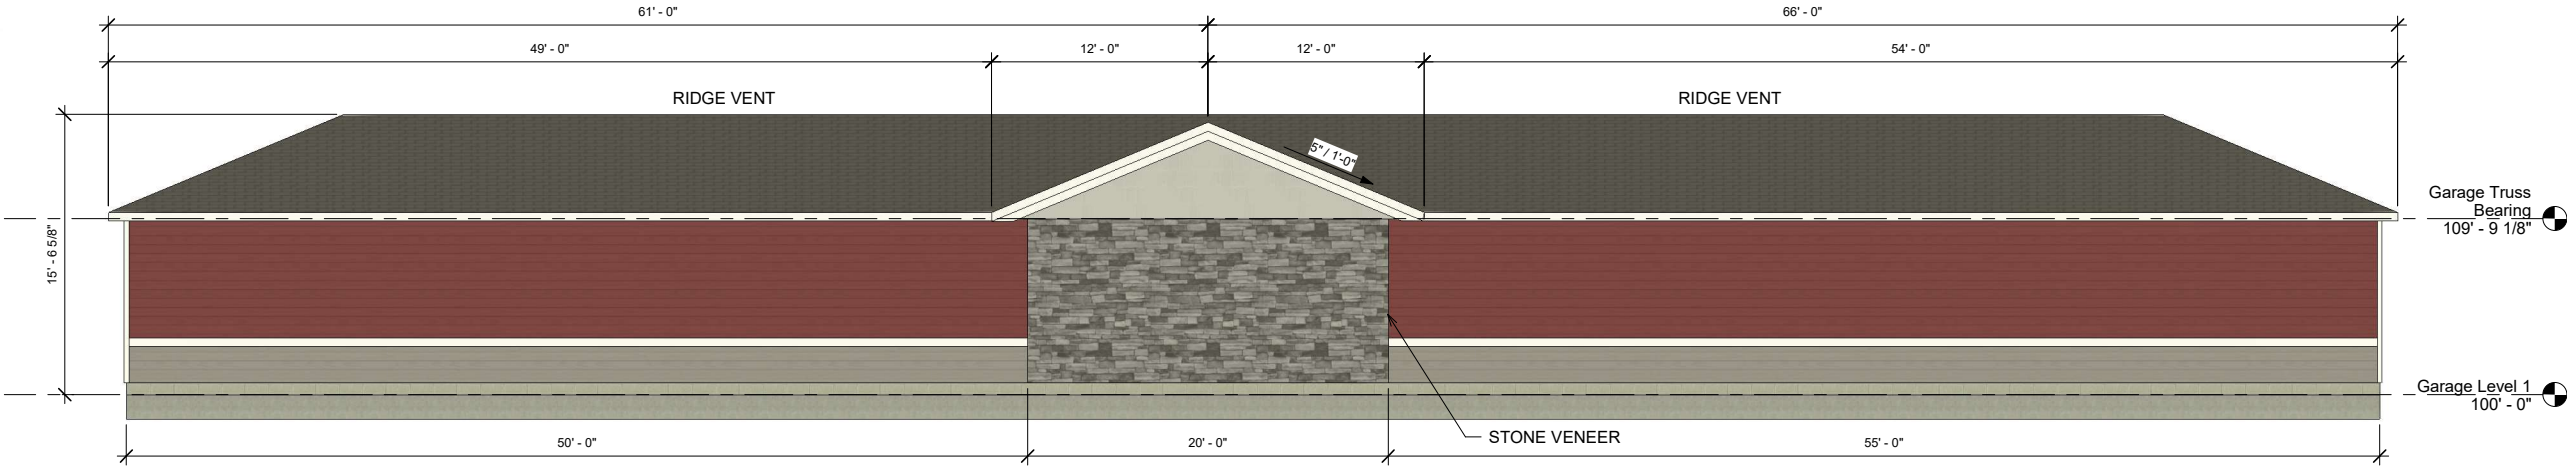 61' - 0"
66' - 0"
49' - 0"
12' - 0"
12' - 0"
54' - 0"
RIDGE VENT
RIDGE VENT
5" / 1'-0"
15' - 6 5/8"
Garage Truss
Bearing
109' - 9 1/8"
Garage Level 1
100' - 0"
50' - 0"
20' - 0"
STONE VENEER
55' - 0"